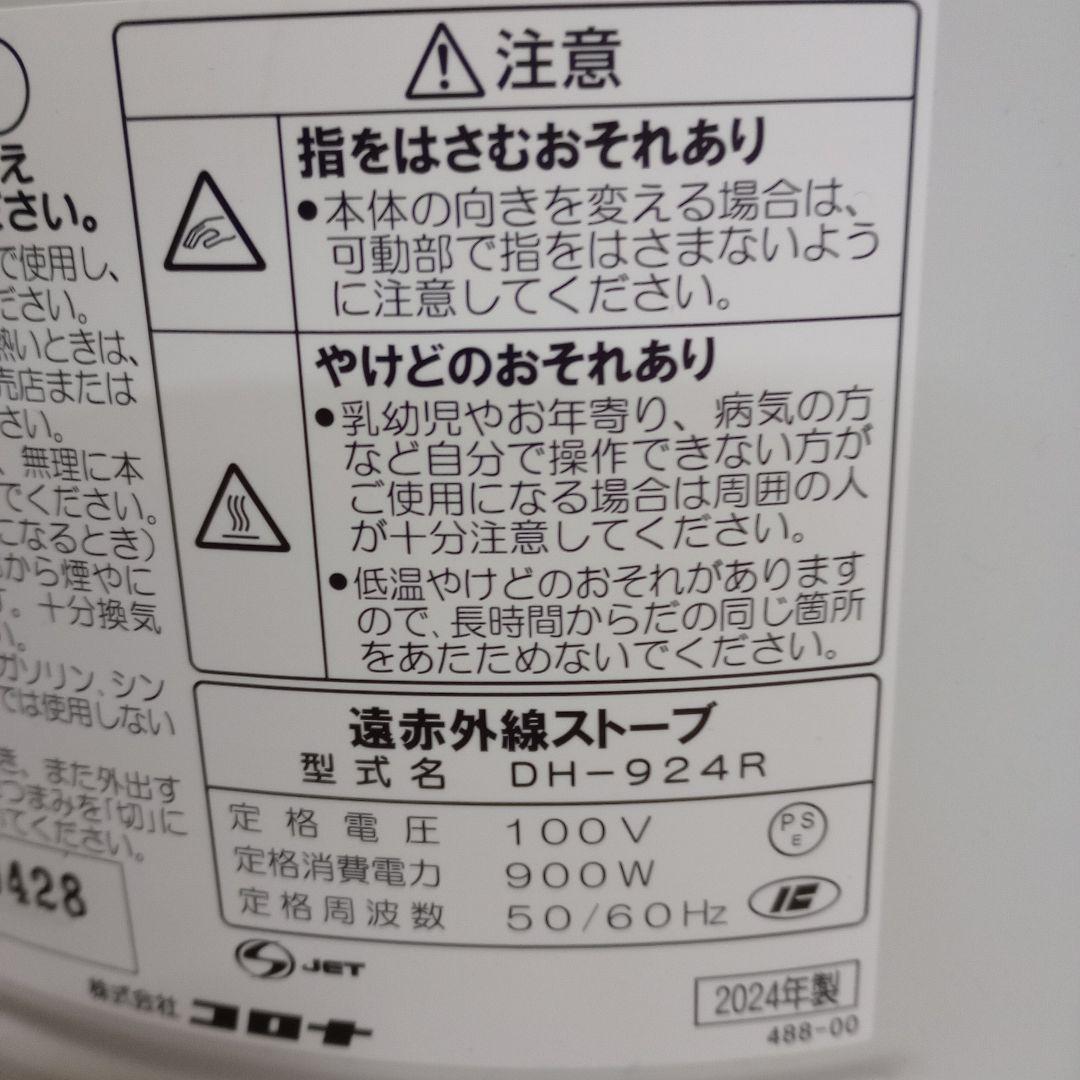 え
ださい。
で使用し、
ださい。
熱いときは、
売店または
さい。
、無理に本
でください。
になるとき)
から煙やに
す。十分換気
い。
ガソリン、シン
では使用しない
き、また外出す
つまみを「切」に
てください。
428
注意
指をはさむおそれあり
●本体の向きを変える場合は、
可動部で指をはさまないよう
に注意してください。
やけどのおそれあり
●乳幼児やお年寄り、病気の方
など自分で操作できない方が
ご使用になる場合は周囲の人
が十分注意してください。
●低温やけどのおそれがあります
ので、長時間からだの同じ箇所
をあたためないでください。
遠赤外線ストーブ
型式名 DH-924R
定格電圧 100V
定格消費電力 900W
定格周波数 50/60Hz
PS
E
JET
株式会社 コロナ
2024年製
488-00